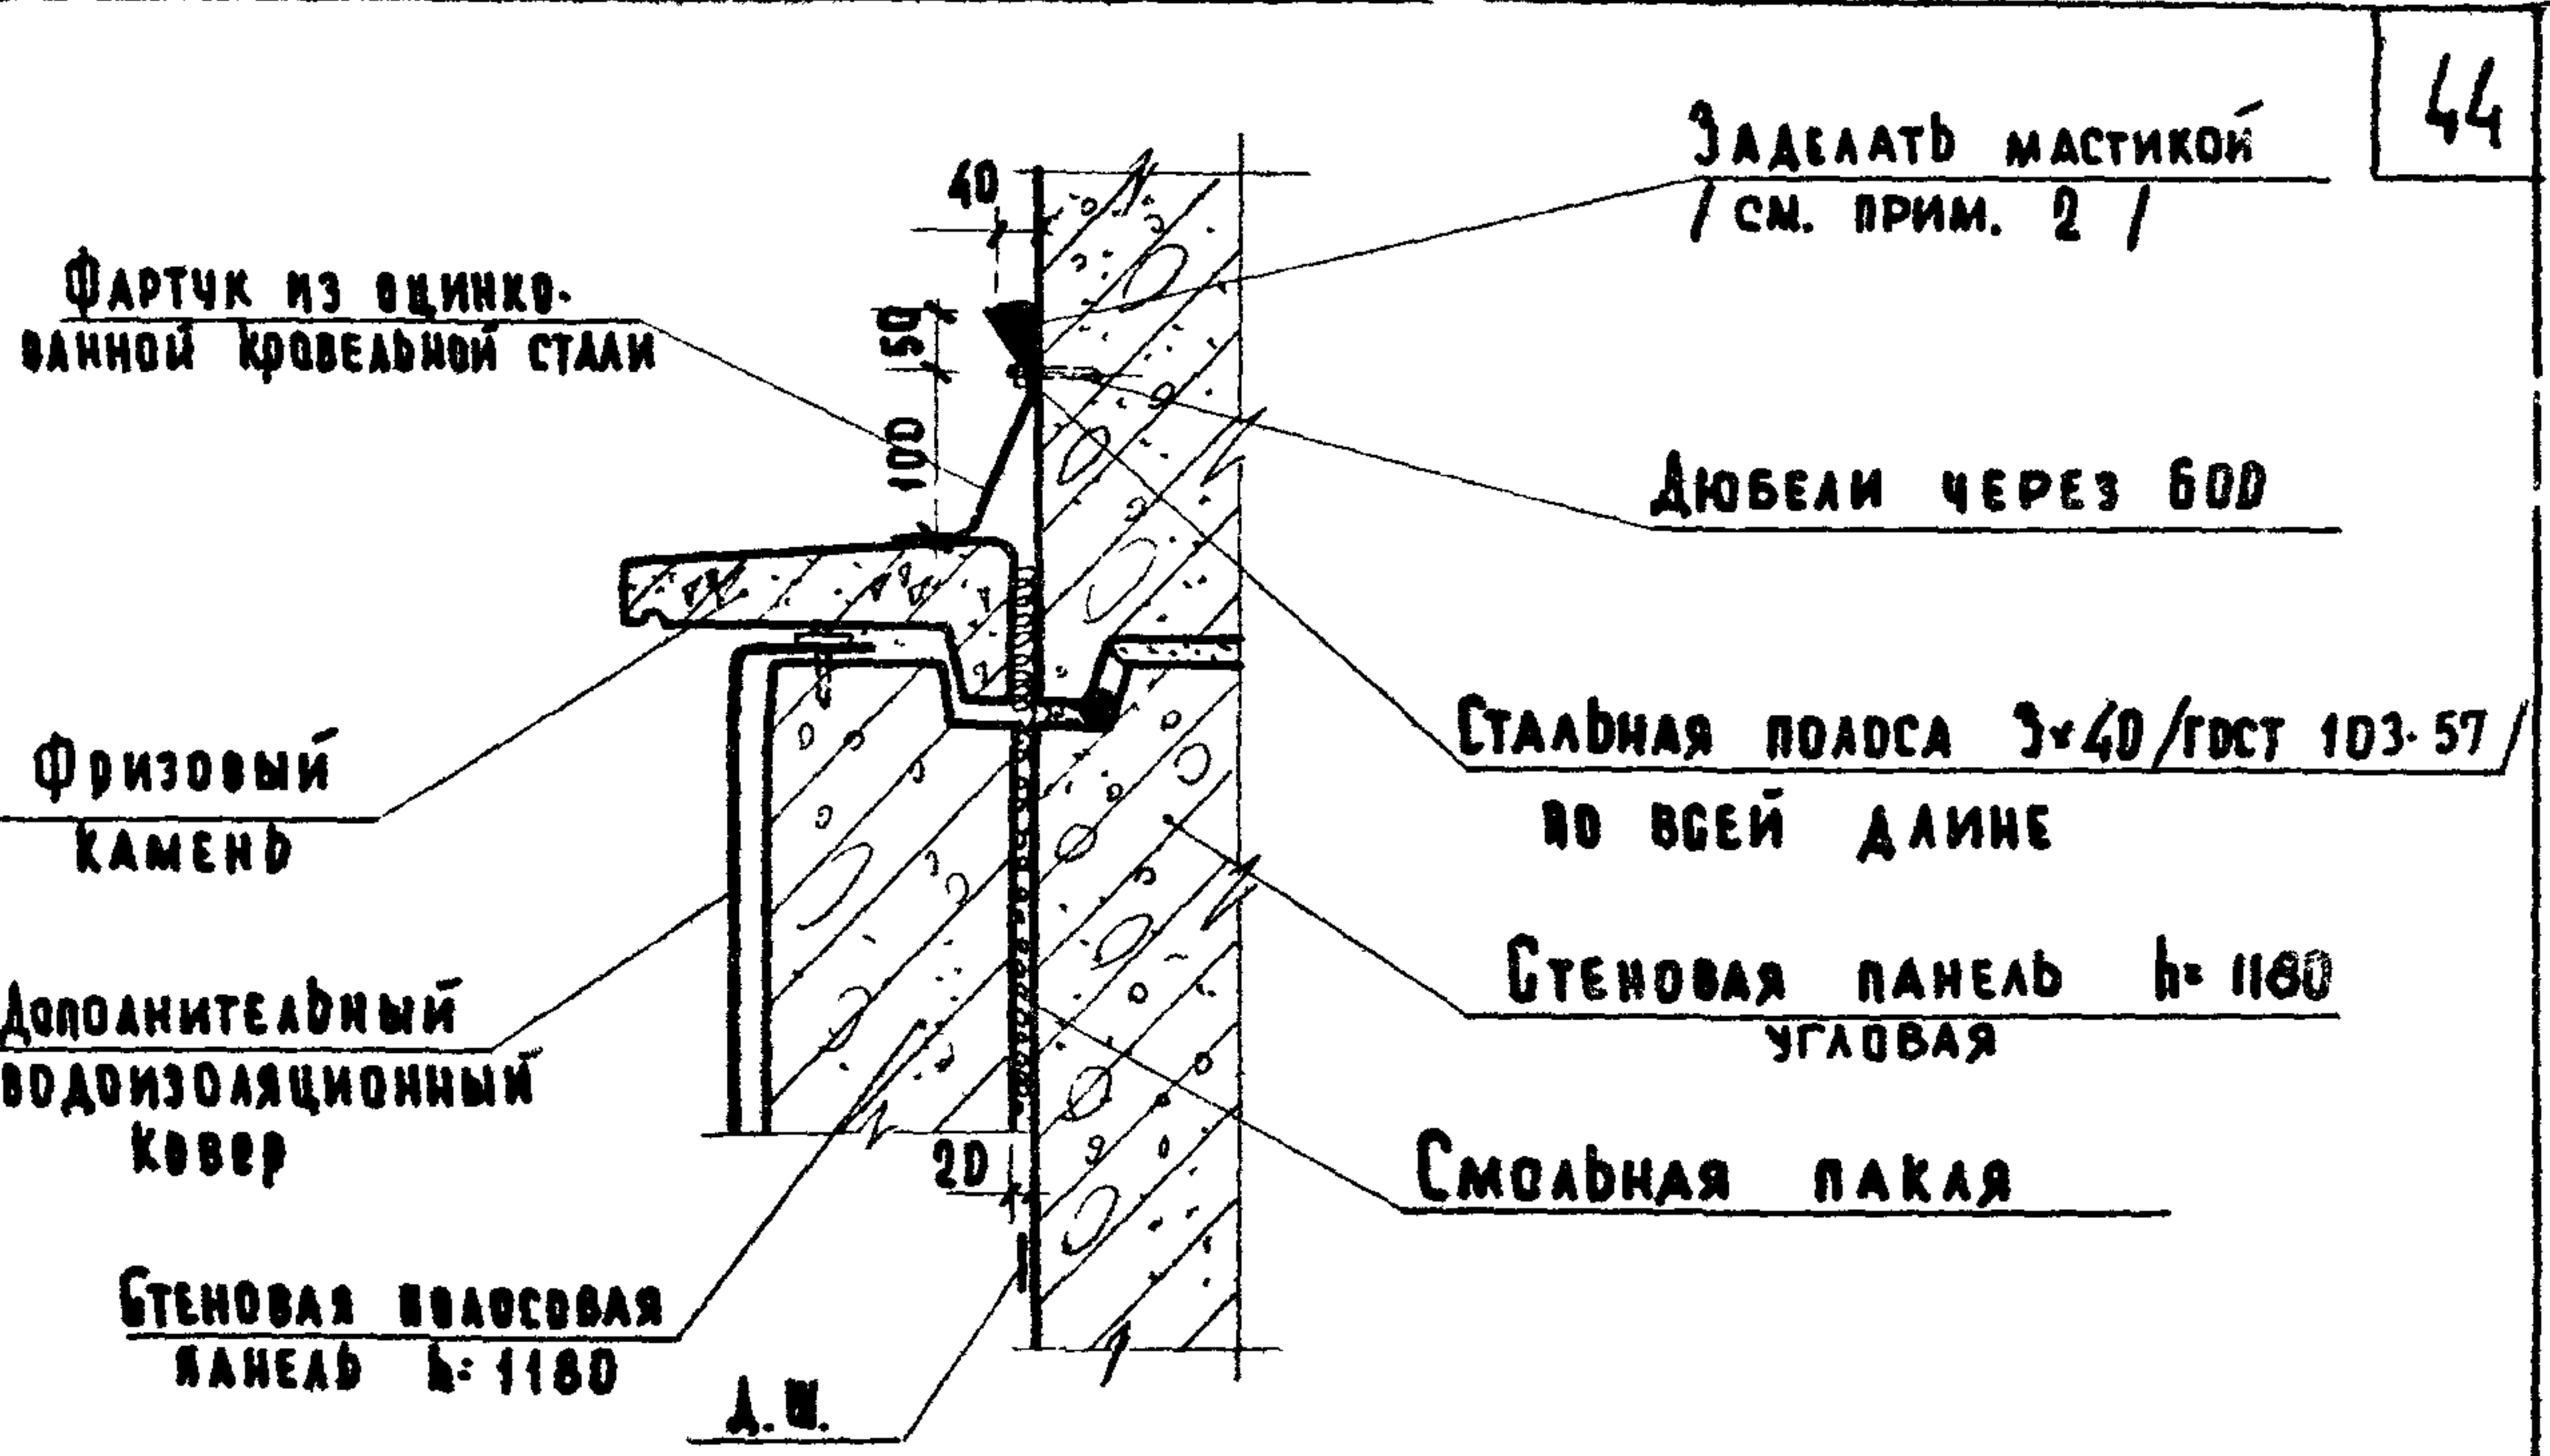 44
ЗАДЕЛАТЬ МАСТИКОЙ
/ СМ. ПРИМ. 2 /
40
ФАРТУК ИЗ ОЦИНКО-
ВАННОЙ КРОВЕЛЬНОЙ СТАЛИ
50
100
ДЮБЕЛИ ЧЕРЕЗ 600
ФРИЗОВЫЙ
КАМЕНЬ
СТАЛЬНАЯ ПОЛОСА 3×40 /ГОСТ 103-57/
ПО ВСЕЙ ДЛИНЕ
ДОПОЛНИТЕЛЬНЫЙ
ВОДОИЗОЛЯЦИОННЫЙ
КОВЕР
СТЕНОВАЯ ПАНЕЛЬ h=1180
УГЛОВАЯ
20
СМОЛЬНАЯ ПАКЛЯ
СТЕНОВАЯ ПОЛОСОВАЯ
ПАНЕЛЬ h=1180
Д.Ш.